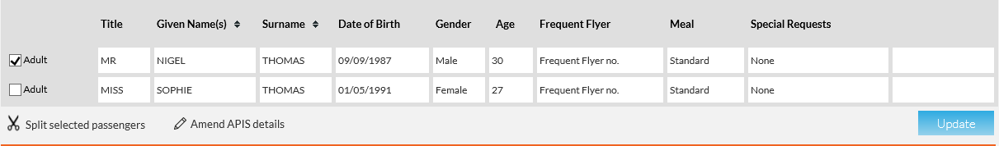 Title Given Name(s) Surname Date of Birth Gender Age Frequent Flyer Meal Special Requests
Adult MR NIGEL THOMAS 09/09/1987 Male 30 Frequent Flyer no. Standard None
Adult MISS SOPHIE THOMAS 01/05/1991 Female 27 Frequent Flyer no. Standard None
Split selected passengers Amend APIS details Update